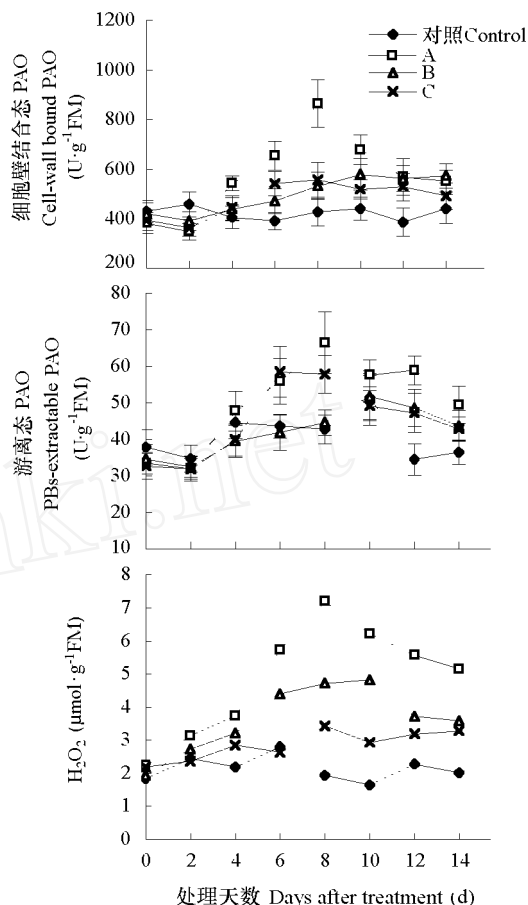 对照Control
A
B
C
细胞壁结合态 PAO
Cell-wall bound PAO
(U·g⁻¹FM)
1200
1000
800
600
400
200
游离态 PAO
PBs-extractable PAO
(U·g⁻¹FM)
80
70
60
50
40
30
20
10
H₂O₂ (μmol·g⁻¹FM)
8
7
6
5
4
3
2
1
0
0 2 4 6 8 10 12 14
处理天数 Days after treatment (d)
nki.net